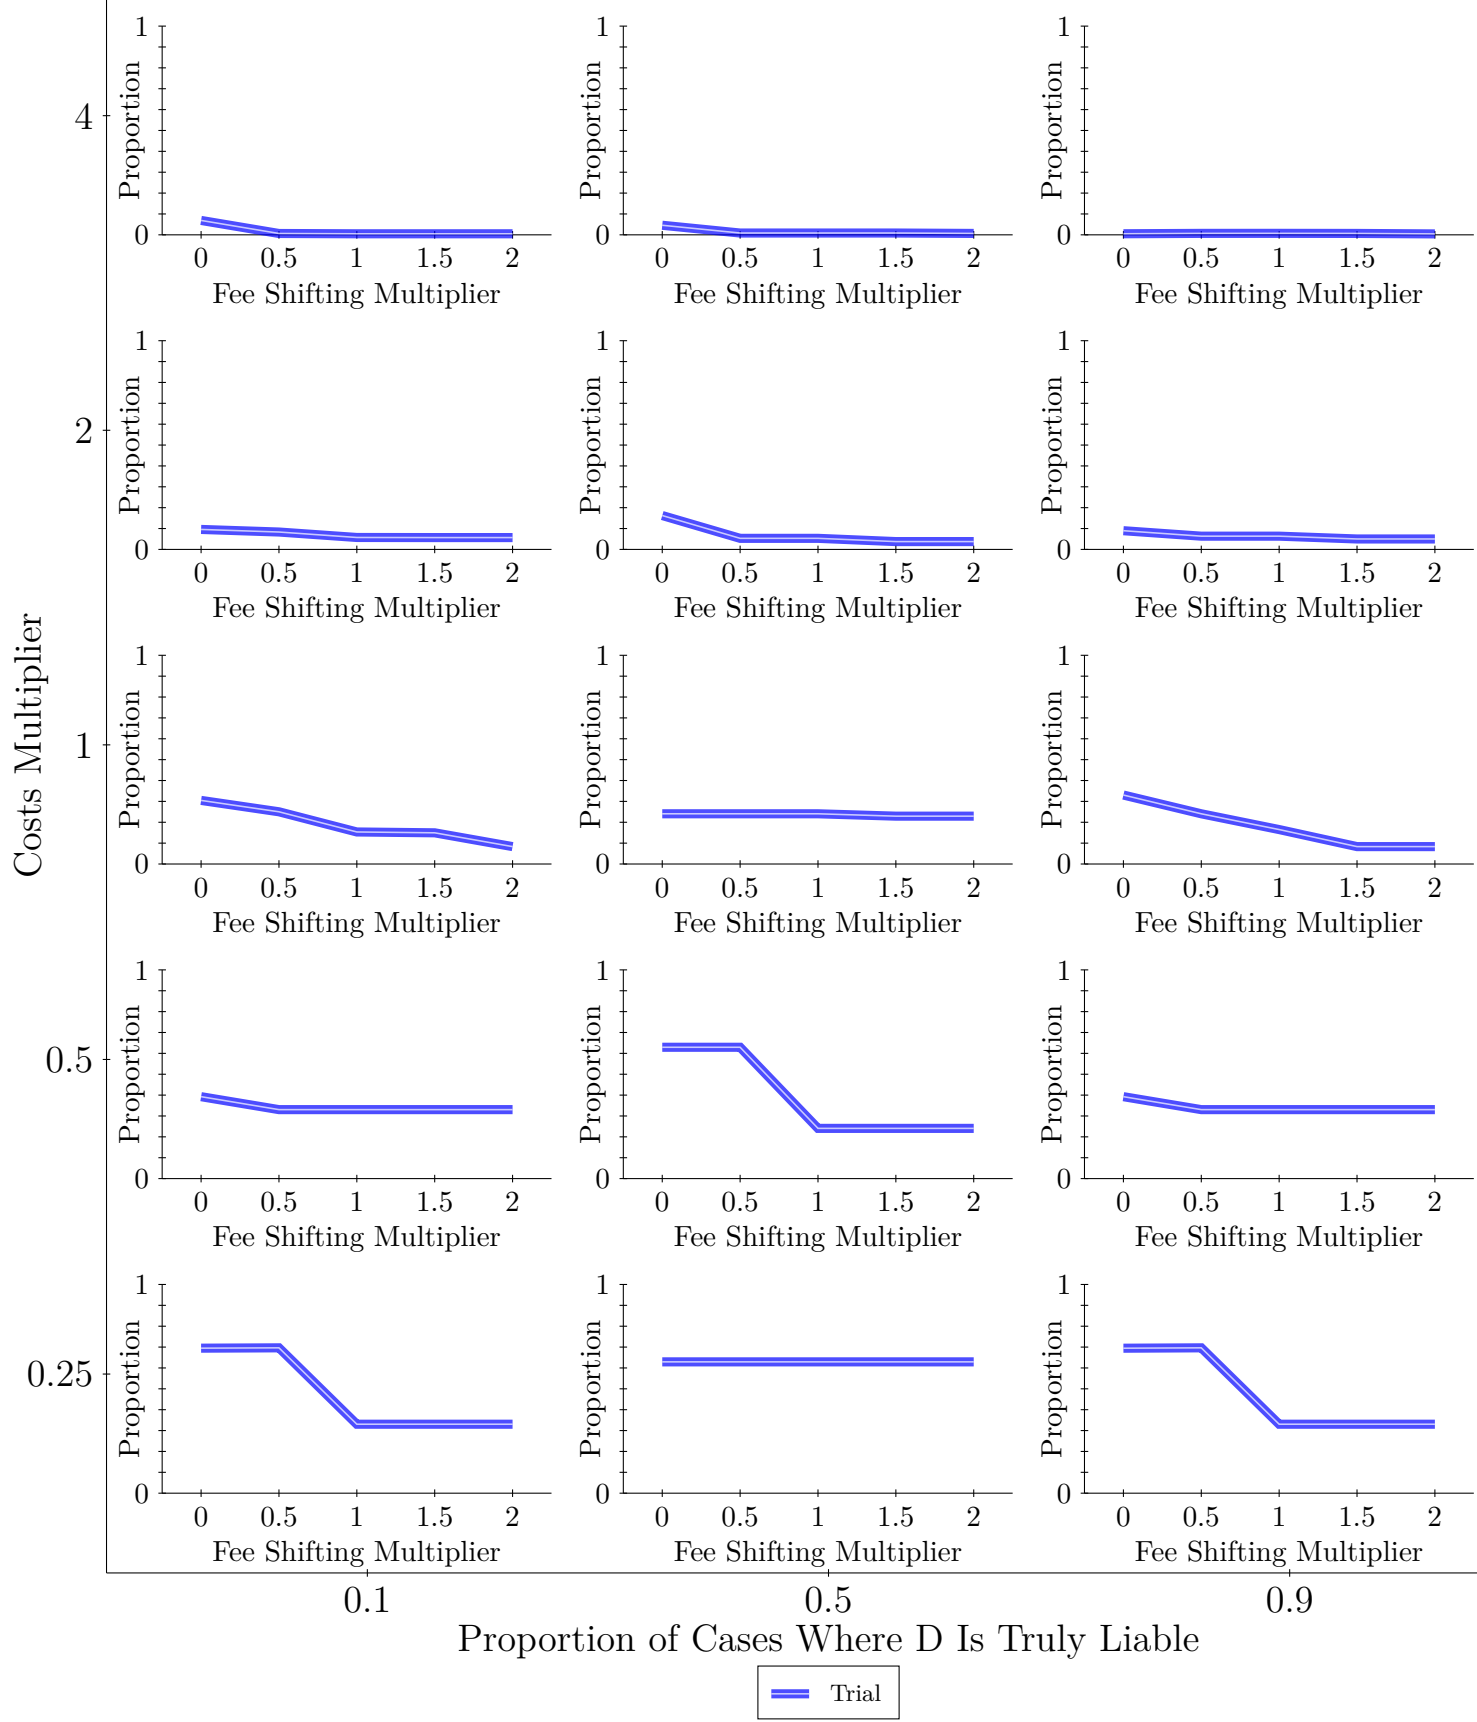 4
1
0
Proportion
0 0.5 1 1.5 2
Fee Shifting Multiplier
1
0
Proportion
0 0.5 1 1.5 2
Fee Shifting Multiplier
1
0
Proportion
0 0.5 1 1.5 2
Fee Shifting Multiplier
2
1
0
Proportion
0 0.5 1 1.5 2
Fee Shifting Multiplier
1
0
Proportion
0 0.5 1 1.5 2
Fee Shifting Multiplier
1
0
Proportion
0 0.5 1 1.5 2
Fee Shifting Multiplier
Costs Multiplier
1
1
0
Proportion
0 0.5 1 1.5 2
Fee Shifting Multiplier
1
0
Proportion
0 0.5 1 1.5 2
Fee Shifting Multiplier
1
0
Proportion
0 0.5 1 1.5 2
Fee Shifting Multiplier
0.5
1
0
Proportion
0 0.5 1 1.5 2
Fee Shifting Multiplier
1
0
Proportion
0 0.5 1 1.5 2
Fee Shifting Multiplier
1
0
Proportion
0 0.5 1 1.5 2
Fee Shifting Multiplier
0.25
1
0
Proportion
0 0.5 1 1.5 2
Fee Shifting Multiplier
1
0
Proportion
0 0.5 1 1.5 2
Fee Shifting Multiplier
1
0
Proportion
0 0.5 1 1.5 2
Fee Shifting Multiplier
0.1 0.5 0.9
Proportion of Cases Where D Is Truly Liable
Trial